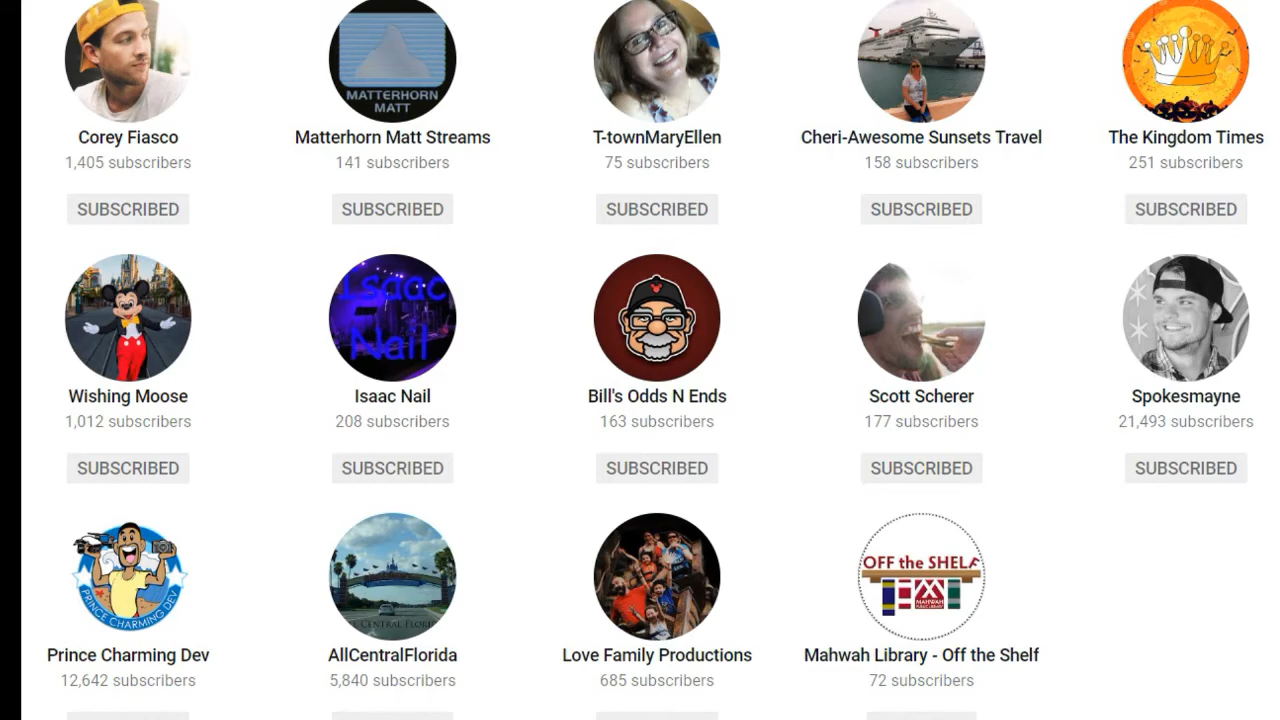 MATTERHORN
MATT
Corey Fiasco
Matterhorn Matt Streams
T-townMaryEllen
Cheri-Awesome Sunsets Travel
The Kingdom Times
1,405 subscribers
141 subscribers
75 subscribers
158 subscribers
251 subscribers
SUBSCRIBED
SUBSCRIBED
SUBSCRIBED
SUBSCRIBED
SUBSCRIBED
Isaac
Nail
Wishing Moose
Isaac Nail
Bill's Odds N Ends
Scott Scherer
Spokesmayne
1,012 subscribers
208 subscribers
163 subscribers
177 subscribers
21,493 subscribers
SUBSCRIBED
SUBSCRIBED
SUBSCRIBED
SUBSCRIBED
SUBSCRIBED
PRINCE CHARMING DEV
OFF the SHELF
MAHWAH
Prince Charming Dev
AllCentralFlorida
Love Family Productions
Mahwah Library - Off the Shelf
12,642 subscribers
5,840 subscribers
685 subscribers
72 subscribers